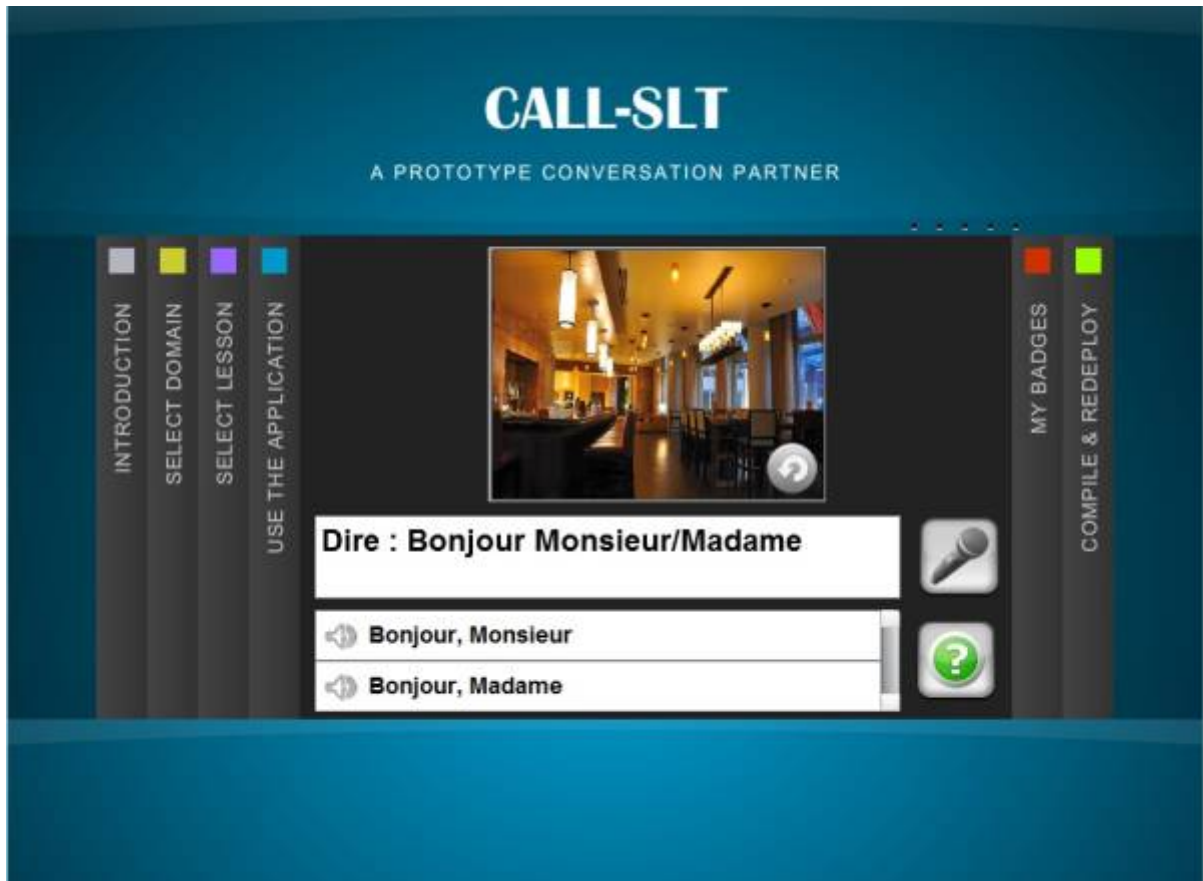 CALL-SLT
A PROTOTYPE CONVERSATION PARTNER
INTRODUCTION
SELECT DOMAIN
SELECT LESSON
USE THE APPLICATION
Dire : Bonjour Monsieur/Madame
Bonjour, Monsieur
Bonjour, Madame
?
MY BADGES
COMPILE & REDEPLOY